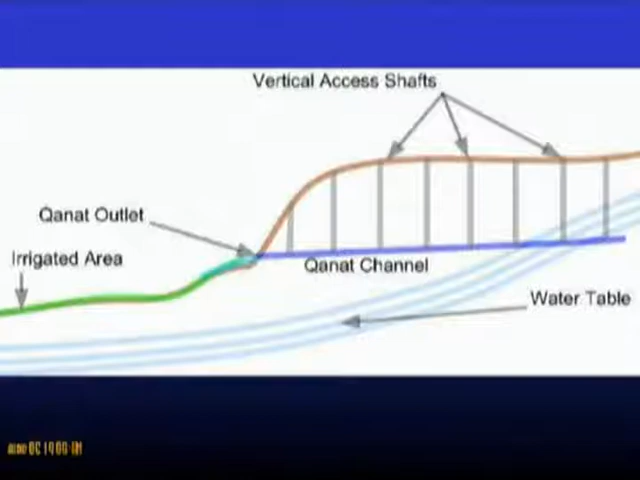 Vertical Access Shafts
Qanat Outlet
Irrigated Area
Qanat Channel
Water Table